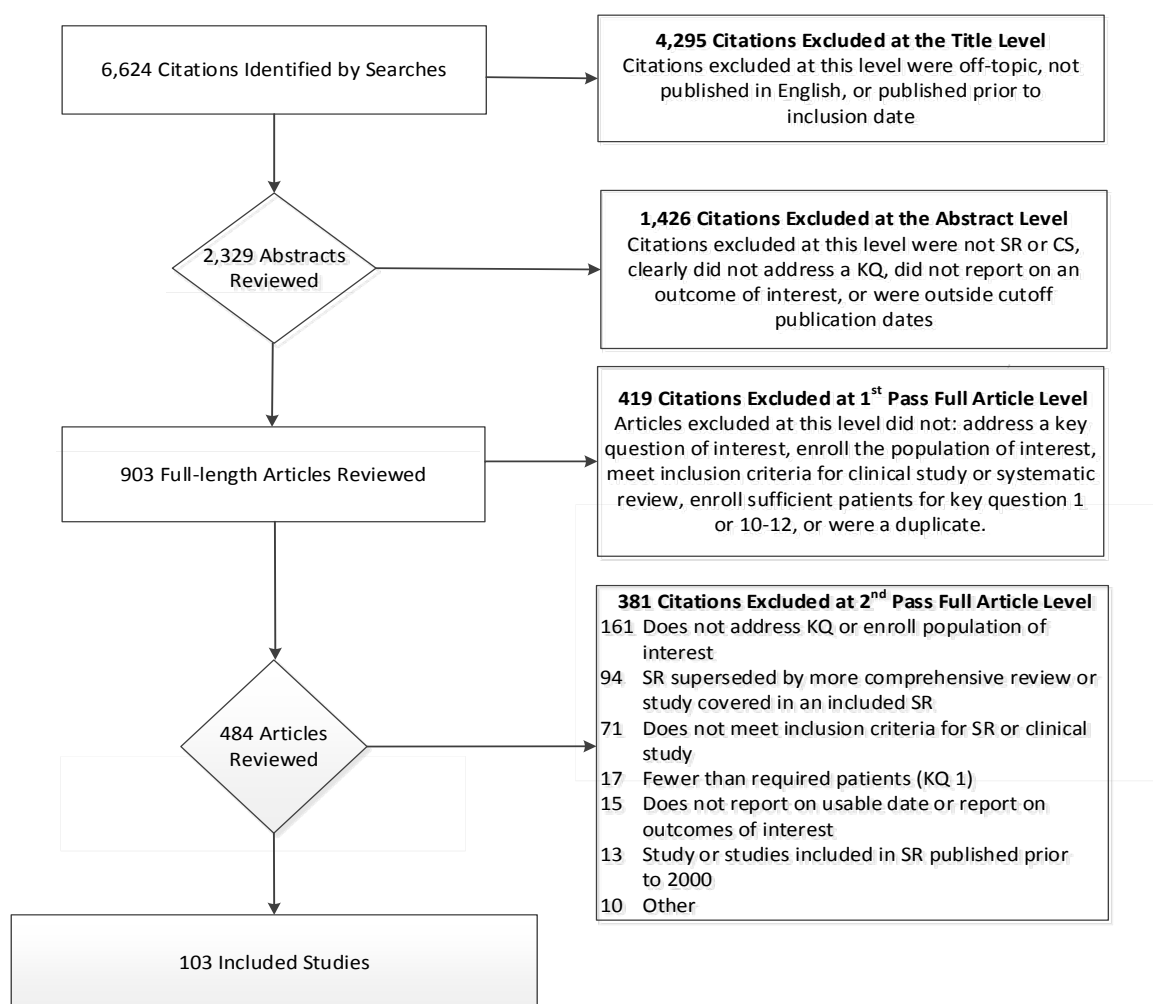 6,624 Citations Identified by Searches
4,295 Citations Excluded at the Title Level
Citations excluded at this level were off-topic, not
published in English, or published prior to
inclusion date
2,329 Abstracts
Reviewed
1,426 Citations Excluded at the Abstract Level
Citations excluded at this level were not SR or CS,
clearly did not address a KQ, did not report on an
outcome of interest, or were outside cutoff
publication dates
903 Full-length Articles Reviewed
419 Citations Excluded at 1st Pass Full Article Level
Articles excluded at this level did not: address a key
question of interest, enroll the population of interest,
meet inclusion criteria for clinical study or systematic
review, enroll sufficient patients for key question 1
or 10-12, or were a duplicate.
484 Articles
Reviewed
381 Citations Excluded at 2nd Pass Full Article Level
161 Does not address KQ or enroll population of
interest
94 SR superseded by more comprehensive review or
study covered in an included SR
71 Does not meet inclusion criteria for SR or clinical
study
17 Fewer than required patients (KQ 1)
15 Does not report on usable date or report on
outcomes of interest
13 Study or studies included in SR published prior
to 2000
10 Other
103 Included Studies